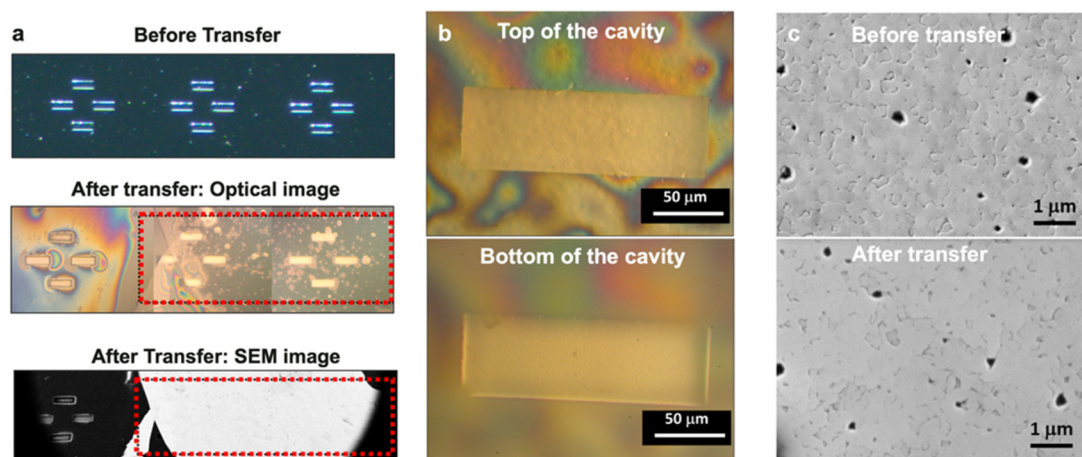 a
Before Transfer
After transfer: Optical image
After Transfer: SEM image
b
Top of the cavity
50 μm
Bottom of the cavity
50 μm
c
Before transfer
1 μm
After transfer
1 μm